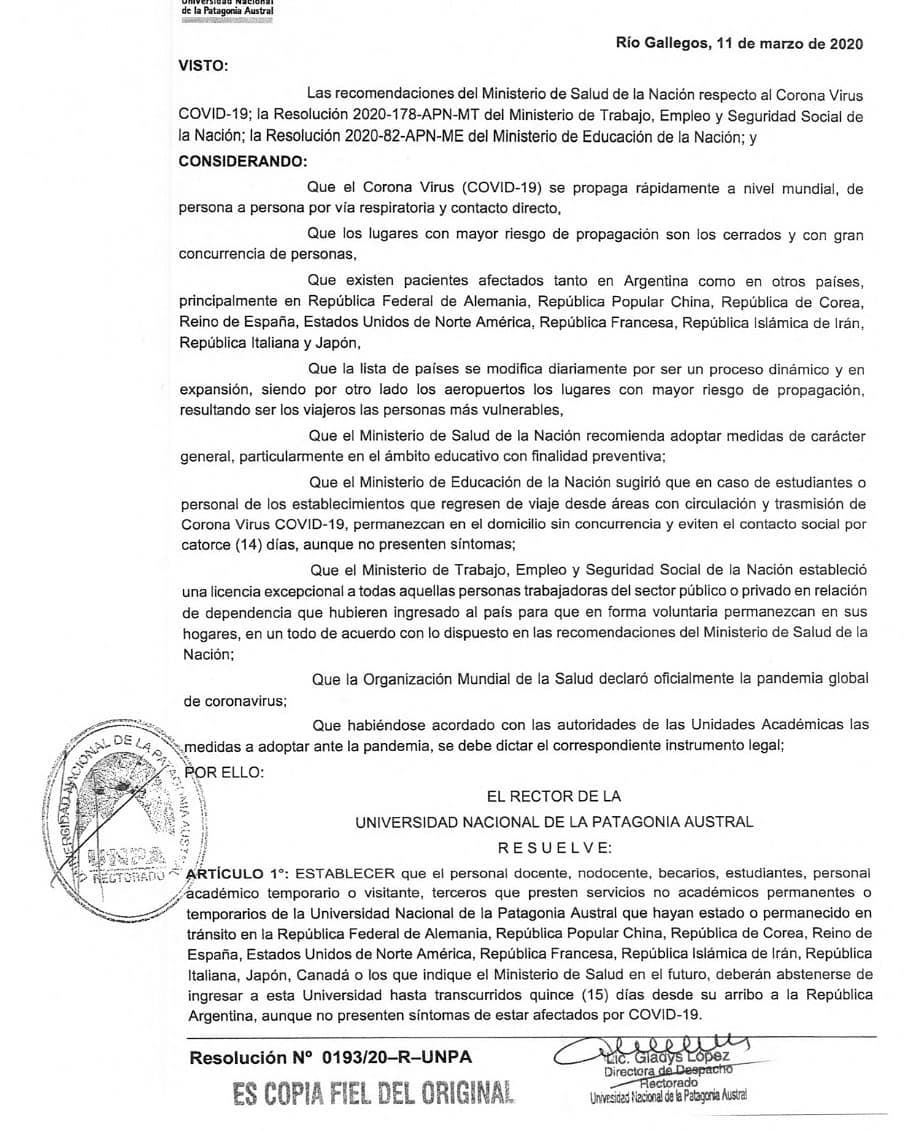 Universidad Nacional
de la Patagonia Austral
Río Gallegos, 11 de marzo de 2020
VISTO:
Las recomendaciones del Ministerio de Salud de la Nación respecto al Corona Virus
COVID-19; la Resolución 2020-178-APN-MT del Ministerio de Trabajo, Empleo y Seguridad Social de
la Nación; la Resolución 2020-82-APN-ME del Ministerio de Educación de la Nación; y
CONSIDERANDO:
Que el Corona Virus (COVID-19) se propaga rápidamente a nivel mundial, de
persona a persona por vía respiratoria y contacto directo,
Que los lugares con mayor riesgo de propagación son los cerrados y con gran
concurrencia de personas,
Que existen pacientes afectados tanto en Argentina como en otros países,
principalmente en República Federal de Alemania, República Popular China, República de Corea,
Reino de España, Estados Unidos de Norte América, República Francesa, República Islámica de Irán,
República Italiana y Japón,
Que la lista de países se modifica diariamente por ser un proceso dinámico y en
expansión, siendo por otro lado los aeropuertos los lugares con mayor riesgo de propagación,
resultando ser los viajeros las personas más vulnerables,
Que el Ministerio de Salud de la Nación recomienda adoptar medidas de carácter
general, particularmente en el ámbito educativo con finalidad preventiva;
Que el Ministerio de Educación de la Nación sugirió que en caso de estudiantes o
personal de los establecimientos que regresen de viaje desde áreas con circulación y trasmisión de
Corona Virus COVID-19, permanezcan en el domicilio sin concurrencia y eviten el contacto social por
catorce (14) días, aunque no presenten síntomas;
Que el Ministerio de Trabajo, Empleo y Seguridad Social de la Nación estableció
una licencia excepcional a todas aquellas personas trabajadoras del sector público o privado en relación
de dependencia que hubieren ingresado al país para que en forma voluntaria permanezcan en sus
hogares, en un todo de acuerdo con lo dispuesto en las recomendaciones del Ministerio de Salud de la
Nación;
Que la Organización Mundial de la Salud declaró oficialmente la pandemia global
de coronavirus;
Que habiéndose acordado con las autoridades de las Unidades Académicas las
medidas a adoptar ante la pandemia, se debe dictar el correspondiente instrumento legal;
POR ELLO:
EL RECTOR DE LA
UNIVERSIDAD NACIONAL DE LA PATAGONIA AUSTRAL
R E S U E L V E:
ARTÍCULO 1°: ESTABLECER que el personal docente, nodocente, becarios, estudiantes, personal
académico temporario o visitante, terceros que presten servicios no académicos permanentes o
temporarios de la Universidad Nacional de la Patagonia Austral que hayan estado o permanecido en
tránsito en la República Federal de Alemania, República Popular China, República de Corea, Reino de
España, Estados Unidos de Norte América, República Francesa, República Islámica de Irán, República
Italiana, Japón, Canadá o los que indique el Ministerio de Salud en el futuro, deberán abstenerse de
ingresar a esta Universidad hasta transcurridos quince (15) días desde su arribo a la República
Argentina, aunque no presenten síntomas de estar afectados por COVID-19.
UNIVERSIDAD NACIONAL DE LA PATAGONIA AUSTRAL
UNPA
RECTORADO
Resolución Nº 0193/20–R–UNPA
ES COPIA FIEL DEL ORIGINAL
Lic. Gladys López
Directora de Despacho
Rectorado
Univesidad Nacional de la Patagonia Austral